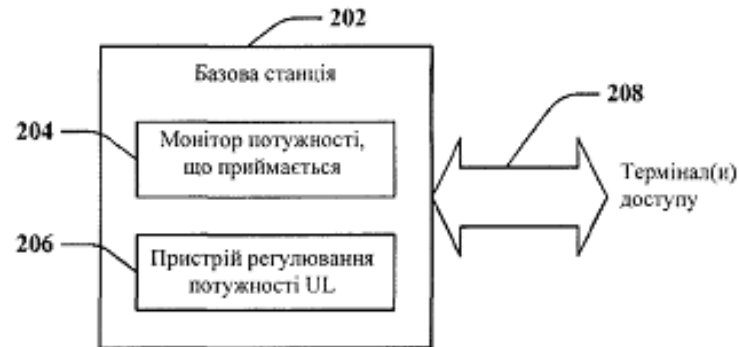 202
Базова станція
208
204
Монітор потужності,
що приймається
Термінал(и)
доступу
206
Пристрій регулювання
потужності UL